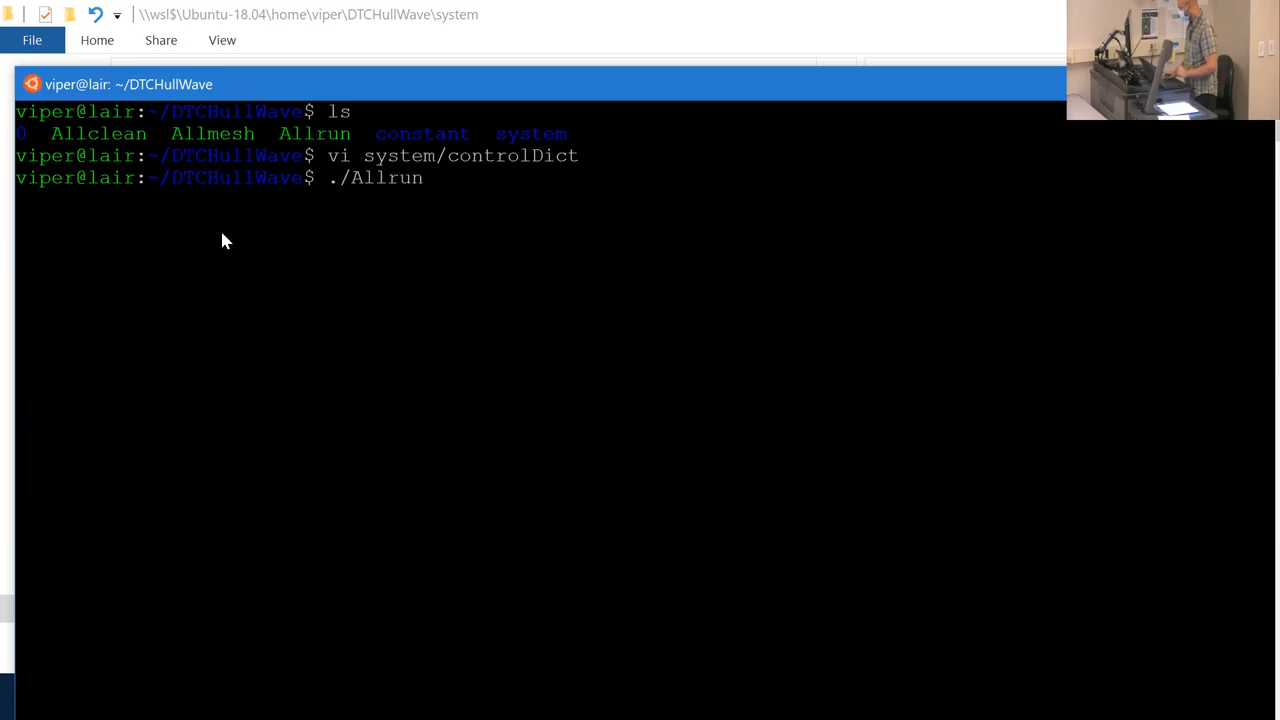 \\wsl$\Ubuntu-18.04\home\viper\DTCHullWave\system
File Home Share View
viper@lair: ~/DTCHullWave
viper@lair:~/DTCHullWave$ ls
0 Allclean Allmesh Allrun constant system
viper@lair:~/DTCHullWave$ vi system/controlDict
viper@lair:~/DTCHullWave$ ./Allrun